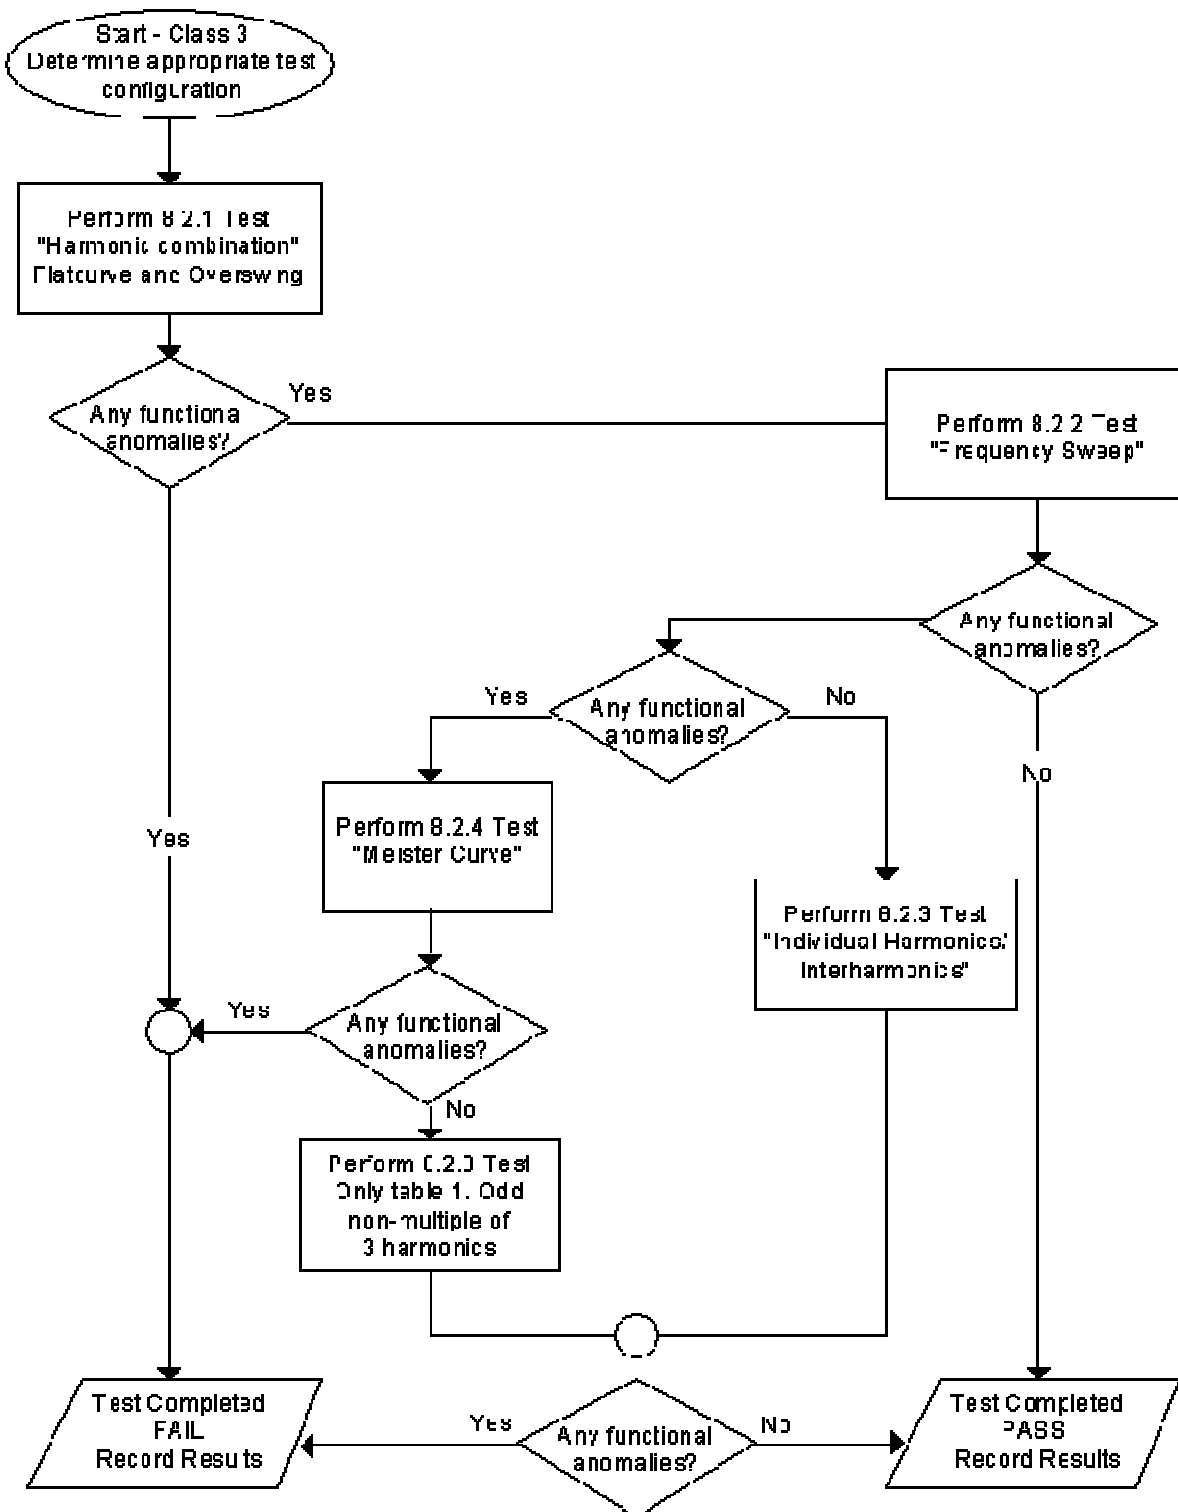 Start - Class 3
Determine appropriate test
configuration
Perform 8.2.1 Test
"Harmonic combination"
Flatcurve and Overswing
Any functiona
anomalies?
Yes
Perform 8.2.2 Test
"Frequency Sweep"
Any functional
anomalies?
Any functional
anomalies?
Yes
No
No
Perform 8.2.4 Test
"Meister Curve"
Yes
Perform 8.2.3 Test
"Individual Harmonics/
Interharmonics"
Yes
Any functional
anomalies?
No
Perform Test
Only table 1. Odd
non-multiple of
3 harmonics
Test Completed
FAIL
Record Results
Yes
Any functional
anomalies?
No
Test Completed
PASS
Record Results